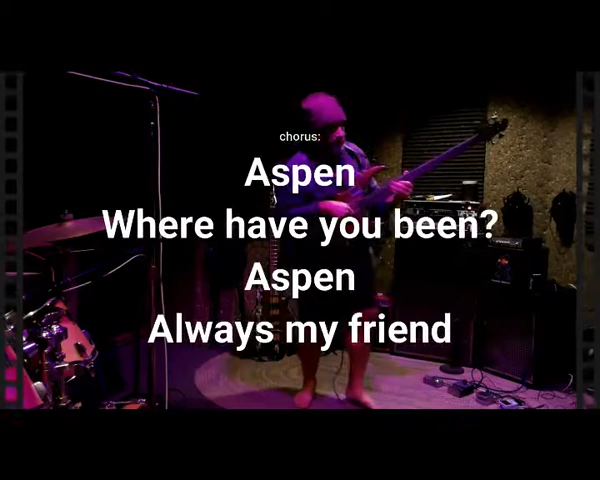 chorus:
Aspen
Where have you been?
Aspen
Always my friend